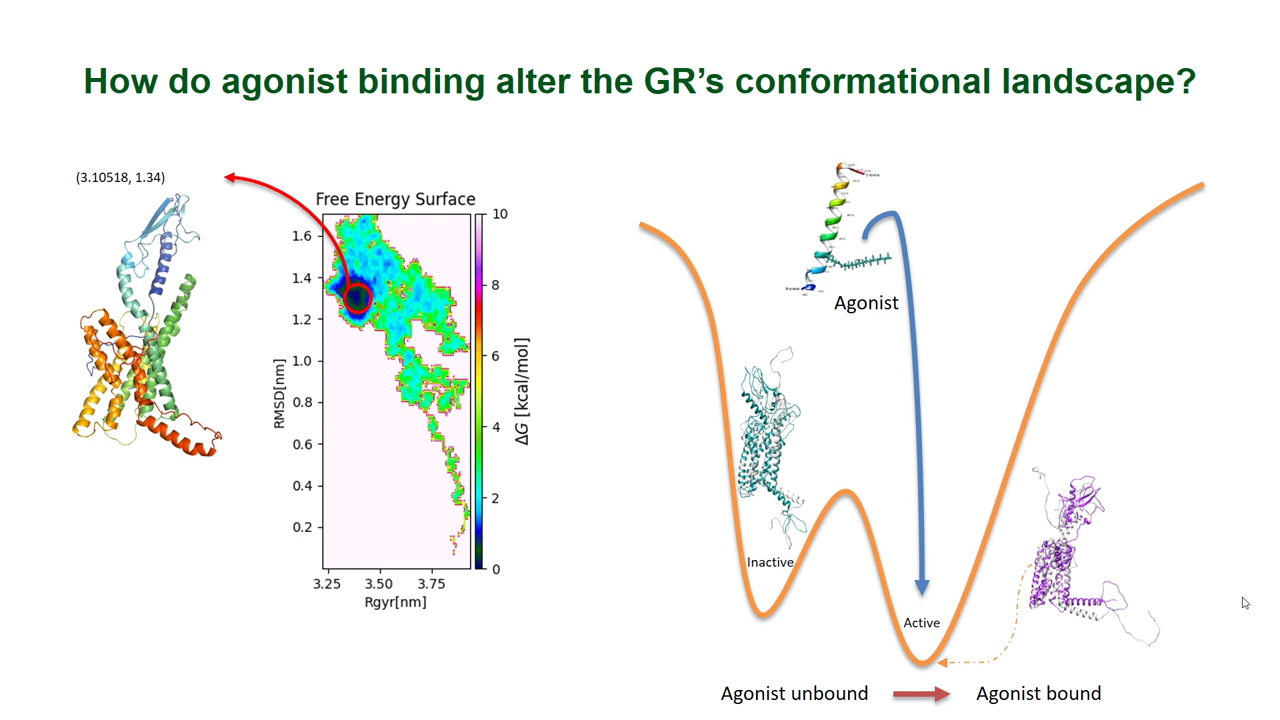 How do agonist binding alter the GR’s conformational landscape?
(3.10518, 1.34)
Free Energy Surface
1.6
1.4
1.2
1.0
0.8
0.6
0.4
0.2
RMSD[nm]
3.25 3.50 3.75
Rgyr[nm]
10
8
6
4
2
0
ΔG [kcal/mol]
Agonist
Inactive
Active
Agonist unbound
Agonist bound